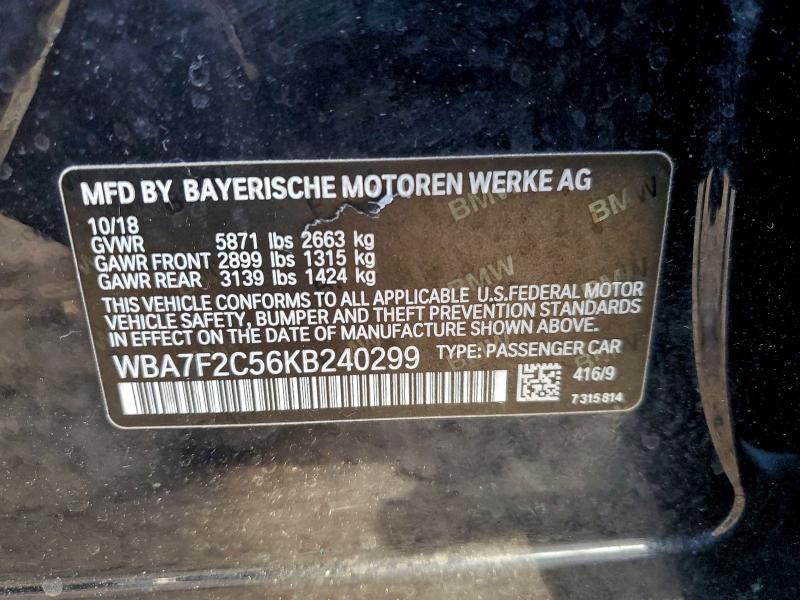 MFD BY BAYERISCHE MOTOREN WERKE AG
10/18
GVWR 5871 lbs 2663 kg
GAWR FRONT 2899 lbs 1315 kg
GAWR REAR 3139 lbs 1424 kg
THIS VEHICLE CONFORMS TO ALL APPLICABLE U.S.FEDERAL MOTOR
VEHICLE SAFETY, BUMPER AND THEFT PREVENTION STANDARDS
IN EFFECT ON THE DATE OF MANUFACTURE SHOWN ABOVE.
WBA7F2C56KB240299 TYPE: PASSENGER CAR
416/9
7 315 814
BMW
BMW
BMW